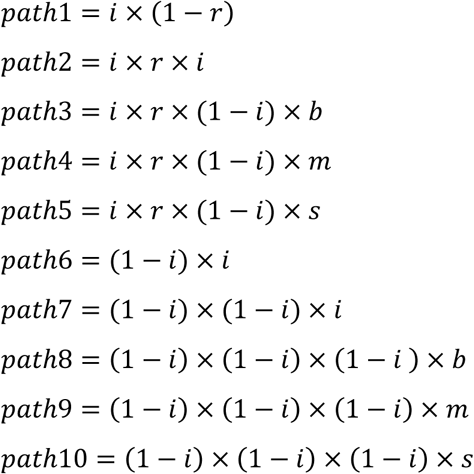 path1 = i × (1 − r)
path2 = i × r × i
path3 = i × r × (1 − i) × b
path4 = i × r × (1 − i) × m
path5 = i × r × (1 − i) × s
path6 = (1 − i) × i
path7 = (1 − i) × (1 − i) × i
path8 = (1 − i) × (1 − i) × (1 − i ) × b
path9 = (1 − i) × (1 − i) × (1 − i) × m
path10 = (1 − i) × (1 − i) × (1 − i) × s